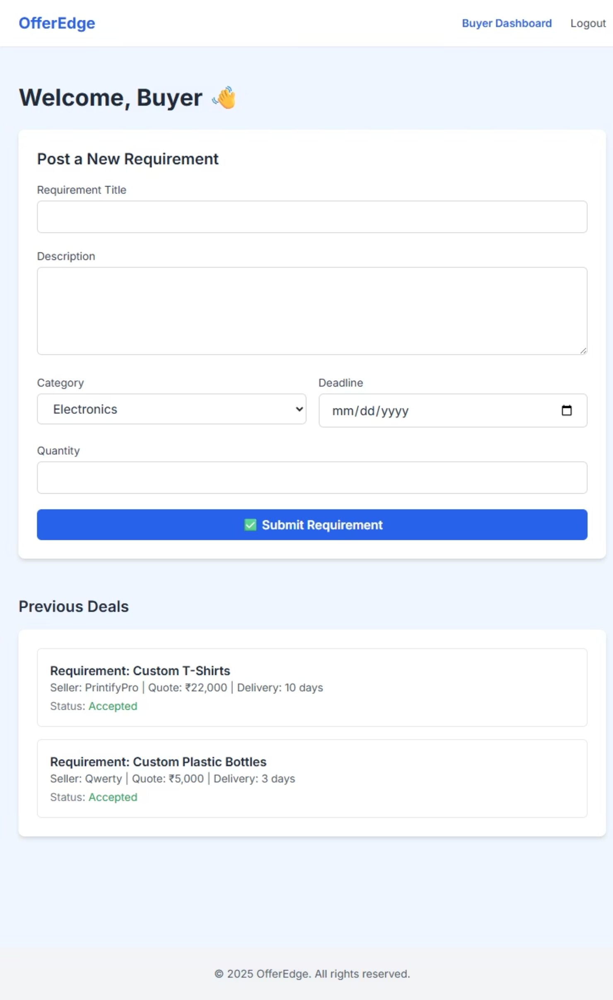 OfferEdge
Buyer Dashboard
Logout
Welcome, Buyer 👋
Post a New Requirement
Requirement Title
Description
Category
Deadline
Electronics
mm/dd/yyyy
Quantity
✅ Submit Requirement
Previous Deals
Requirement: Custom T-Shirts
Seller: PrintifyPro | Quote: ₹22,000 | Delivery: 10 days
Status: Accepted
Requirement: Custom Plastic Bottles
Seller: Qwerty | Quote: ₹5,000 | Delivery: 3 days
Status: Accepted
© 2025 OfferEdge. All rights reserved.